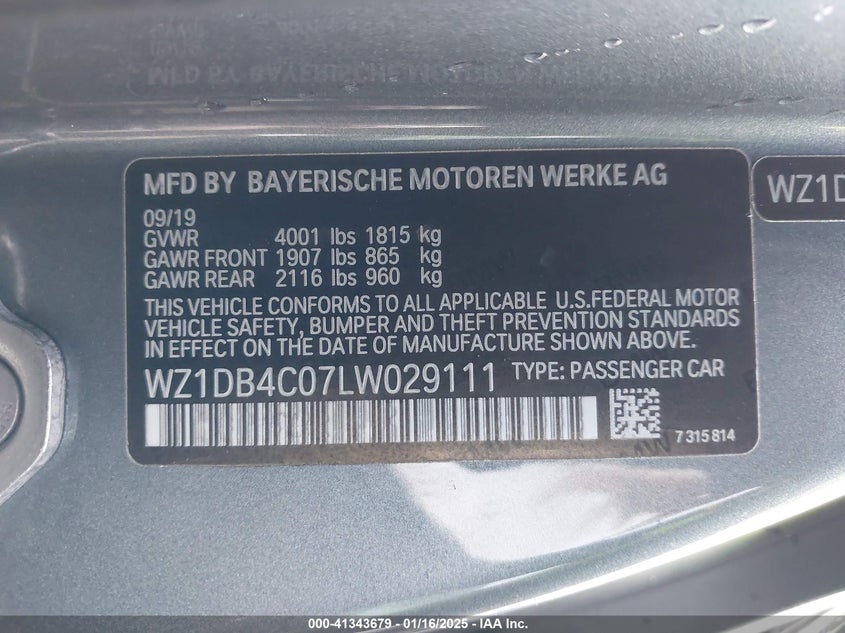 MFD BY BAYERISCHE MOTOREN WERKE AG
09/19
GVWR 4001 lbs 1815 kg
GAWR FRONT 1907 lbs 865 kg
GAWR REAR 2116 lbs 960 kg
THIS VEHICLE CONFORMS TO ALL APPLICABLE U.S.FEDERAL MOTOR
VEHICLE SAFETY, BUMPER AND THEFT PREVENTION STANDARDS
IN EFFECT ON THE DATE OF MANUFACTURE SHOWN ABOVE.
WZ1DB4C07LW029111 TYPE: PASSENGER CAR
7315814
WZ1D
000-41343679 - 01/16/2025 - IAA Inc.